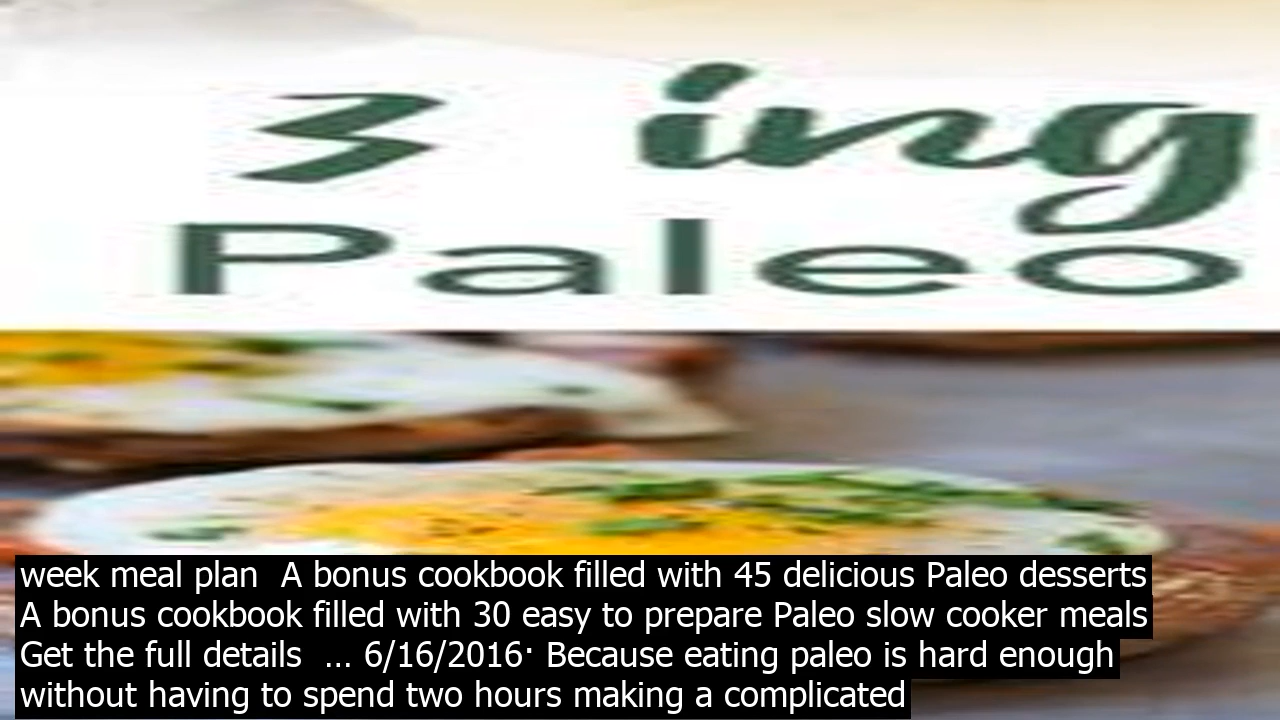 3 ing
Paleo
week meal plan  A bonus cookbook filled with 45 delicious Paleo desserts
A bonus cookbook filled with 30 easy to prepare Paleo slow cooker meals
Get the full details  ... 6/16/2016· Because eating paleo is hard enough
without having to spend two hours making a complicated